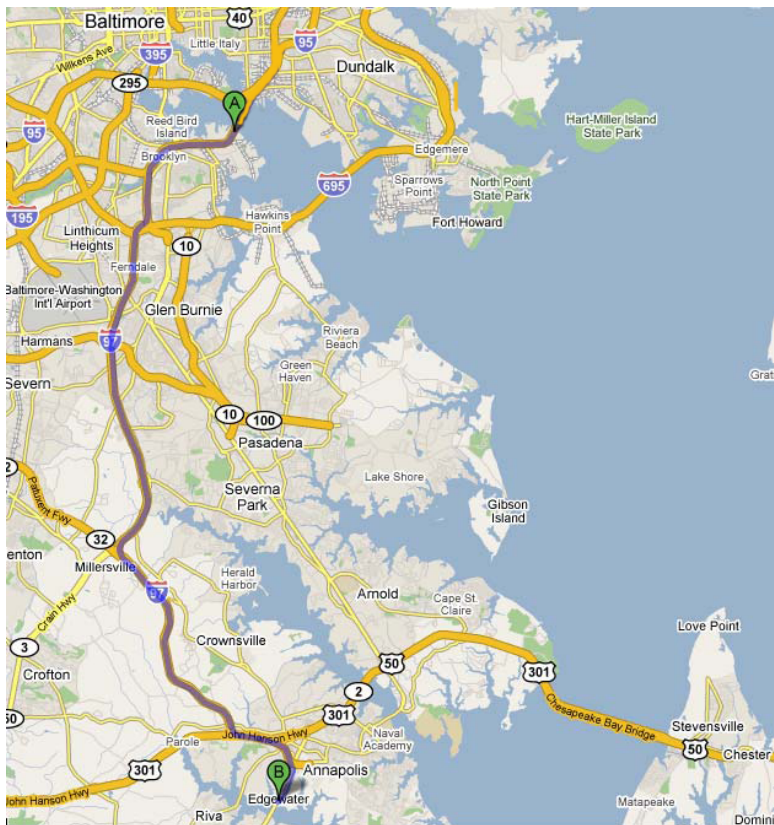 Baltimore
40
Little Italy
Wilkens Ave
395
95
Dundalk
295
A
Reed Bird
Island
Hart-Miller Island
State Park
95
Brooklyn
Edgemere
695
Sparrows
Point
North Point
State Park
195
Hawkins
Point
Fort Howard
Linthicum
Heights
10
Ferndale
Baltimore-Washington
Int'l Airport
Glen Burnie
Harmans
97
Riviera
Beach
Severn
Green
Haven
10
100
Pasadena
Lake Shore
Severna
Park
Gibson
Island
Patuxent Fwy
32
Millersville
Herald
Harbor
97
Arnold
Cape St.
Claire
Crain Hwy
Love Point
Crownsville
3
Crofton
50
301
2
50
301
Chesapeake Bay Bridge
Stevensville
John Hanson Hwy
Naval
Academy
50
Chester
Parole
301
Annapolis
B
Edgewater
John Hanson Hwy
Riva
Matapeake